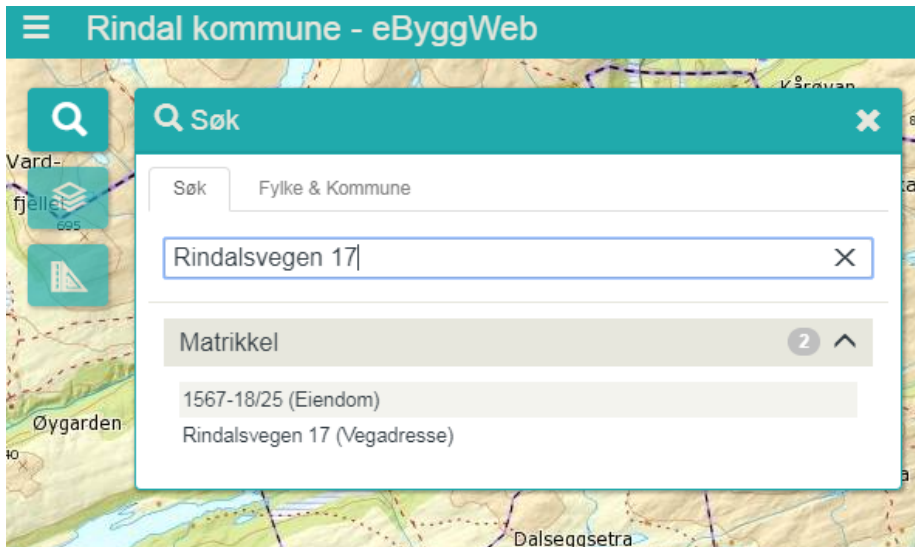 Rindal kommune - eByggWeb
Kårøyan
Søk
Vard-
fjellet
695
Søk Fylke & Kommune
Rindalsvegen 17
Matrikkel 2
1567-18/25 (Eiendom)
Rindalsvegen 17 (Vegadresse)
Øygarden
Dalseggsetra